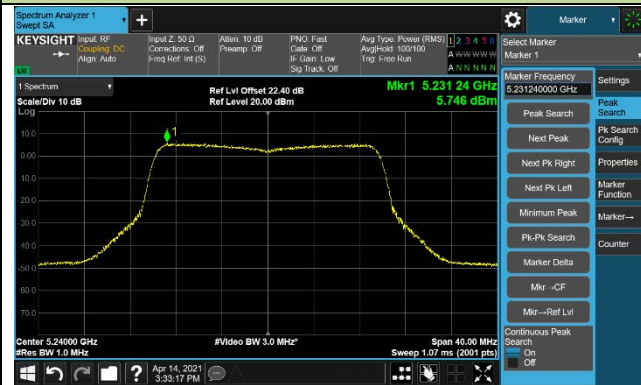 Spectrum Analyzer 1
Swept SA
Marker
KEYSIGHT
Input: RF
Coupling: DC
Align: Auto
Input Z: 50 Ω
Corrections: Off
Freq Ref: Int (S)
Atten: 10 dB
Preamp: Off
PNO: Fast
Gate: Off
IF Gain: Low
Sig Track: Off
Avg Type: Power (RMS)
Avg|Hold: 100/100
Trig: Free Run
1 2 3 4 5 6
A W W W W W
A N N N N N
Select Marker
Marker 1
1 Spectrum
Scale/Div 10 dB
Log
Ref Lvl Offset 22.40 dB
Ref Level 20.00 dBm
Mkr1 5.231 24 GHz
5.746 dBm
Marker Frequency
5.231240000 GHz
Settings
Peak Search
Peak Search
Next Peak
Pk Search Config
Next Pk Right
Properties
Next Pk Left
Marker Function
Minimum Peak
Marker→
Pk-Pk Search
Counter
Marker Delta
Mkr→CF
Mkr→Ref Lvl
Continuous Peak Search
On
Off
1
10.0
0.00
-10.0
-20.0
-30.0
-40.0
-50.0
-60.0
-70.0
Center 5.24000 GHz
#Res BW 1.0 MHz
#Video BW 3.0 MHz*
Span 40.00 MHz
Sweep 1.07 ms (2001 pts)
Apr 14, 2021
3:33:17 PM